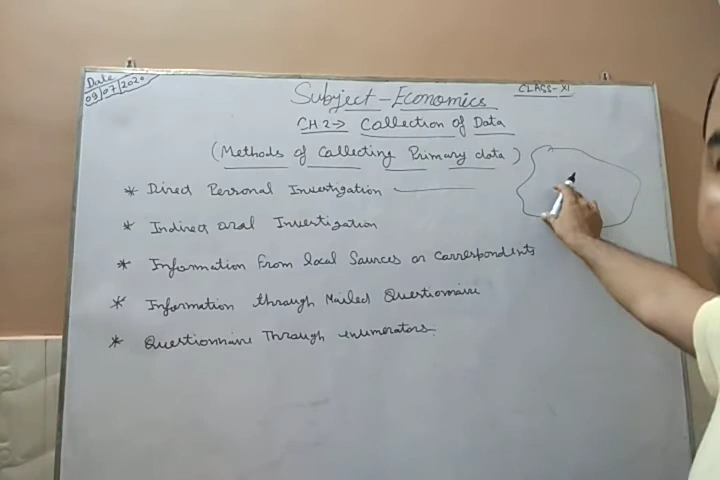 Date
09/07/2020
CLASS-XI
Subject-Economics
CH.2→ Collection of Data
(Methods of Collecting Primary data)
* Direct Personal Investigation
* Indirect oral Investigation
* Information from local Sources or Correspondents
* Information through Mailed Questionnaire
* Questionnaire Through enumerators.